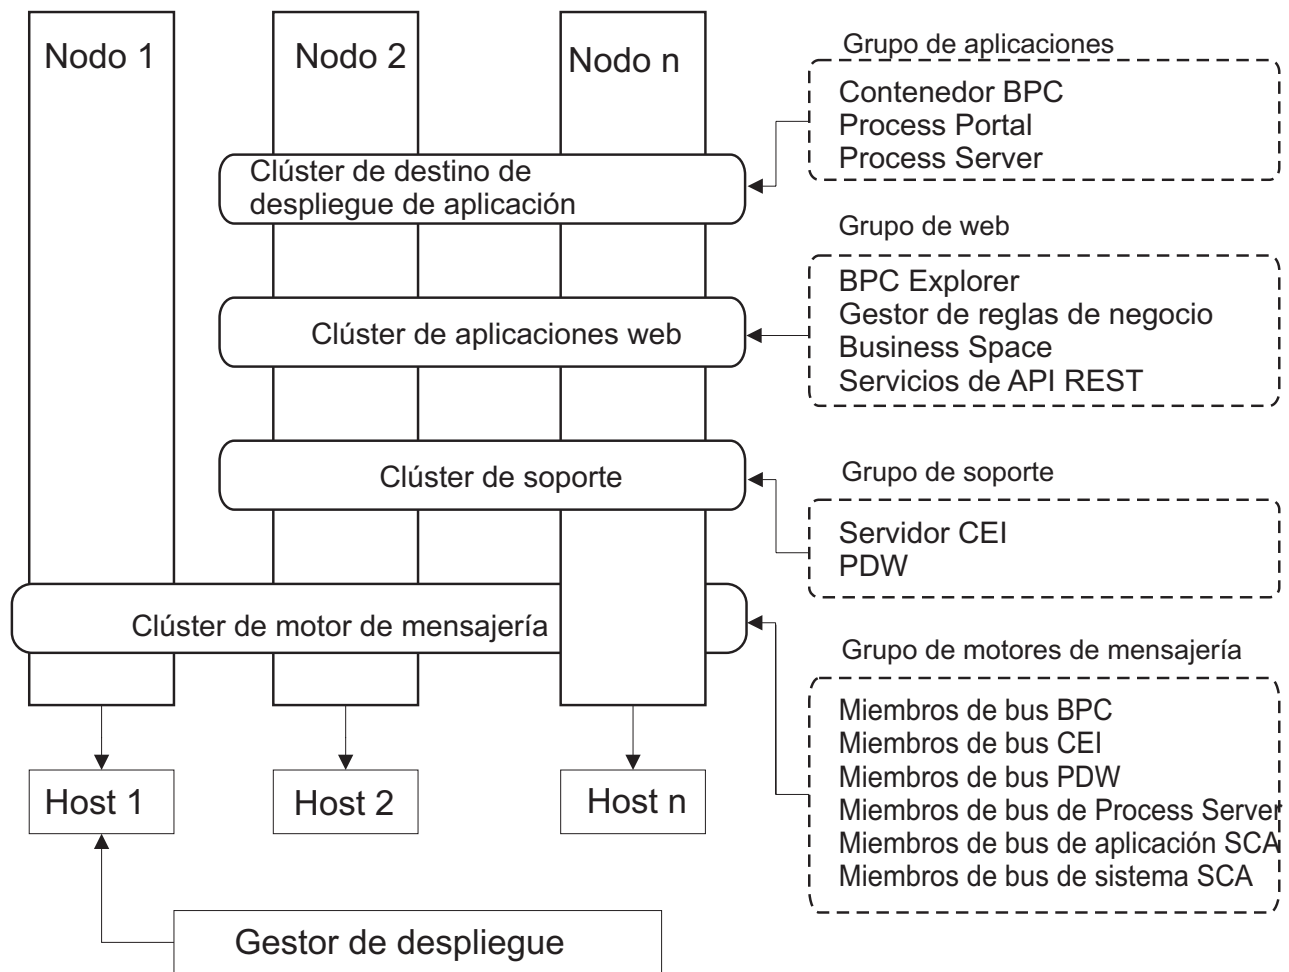 Nodo 1
Nodo 2
Nodo n
Clúster de destino de
despliegue de aplicación
Clúster de aplicaciones web
Clúster de soporte
Clúster de motor de mensajería
Host 1
Host 2
Host n
Gestor de despliegue
Grupo de aplicaciones
Contenedor BPC
Process Portal
Process Server
Grupo de web
BPC Explorer
Gestor de reglas de negocio
Business Space
Servicios de API REST
Grupo de soporte
Servidor CEI
PDW
Grupo de motores de mensajería
Miembros de bus BPC
Miembros de bus CEI
Miembros de bus PDW
Miembros de bus de Process Server
Miembros de bus de aplicación SCA
Miembros de bus de sistema SCA